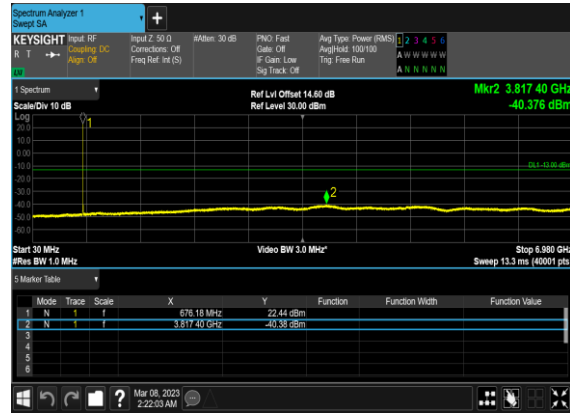 Spectrum Analyzer 1
Swept SA
+
KEYSIGHT Input: RF Input Z: 50 Ω #Atten: 30 dB PNO: Fast Avg Type: Power (RMS) 1 2 3 4 5 6
R T Coupling: DC Corrections: Off Gate: Off Avg|Hold: 100/100 A W W W W W
Align: Off Freq Ref: Int (S) IF Gain: Low Trig: Free Run
LW Sig Track: Off A N N N N N
1 Spectrum Ref Lvl Offset 14.60 dB Mkr2 3.817 40 GHz
Scale/Div 10 dB Ref Level 30.00 dBm -40.376 dBm
Log
20.0
10.0
0.00
-10.0
-20.0
-30.0
-40.0
-50.0
-60.0
1
DL1 -13.00 dBm
2
Start 30 MHz Video BW 3.0 MHz* Stop 6.980 GHz
#Res BW 1.0 MHz Sweep 13.3 ms (40001 pts)
5 Marker Table
Mode Trace Scale X Y Function Function Width Function Value
1 N 1 f 676.18 MHz 22.44 dBm
2 N 1 f 3.817 40 GHz -40.38 dBm
3
4
5
6
? Mar 08, 2023
2:22:03 AM